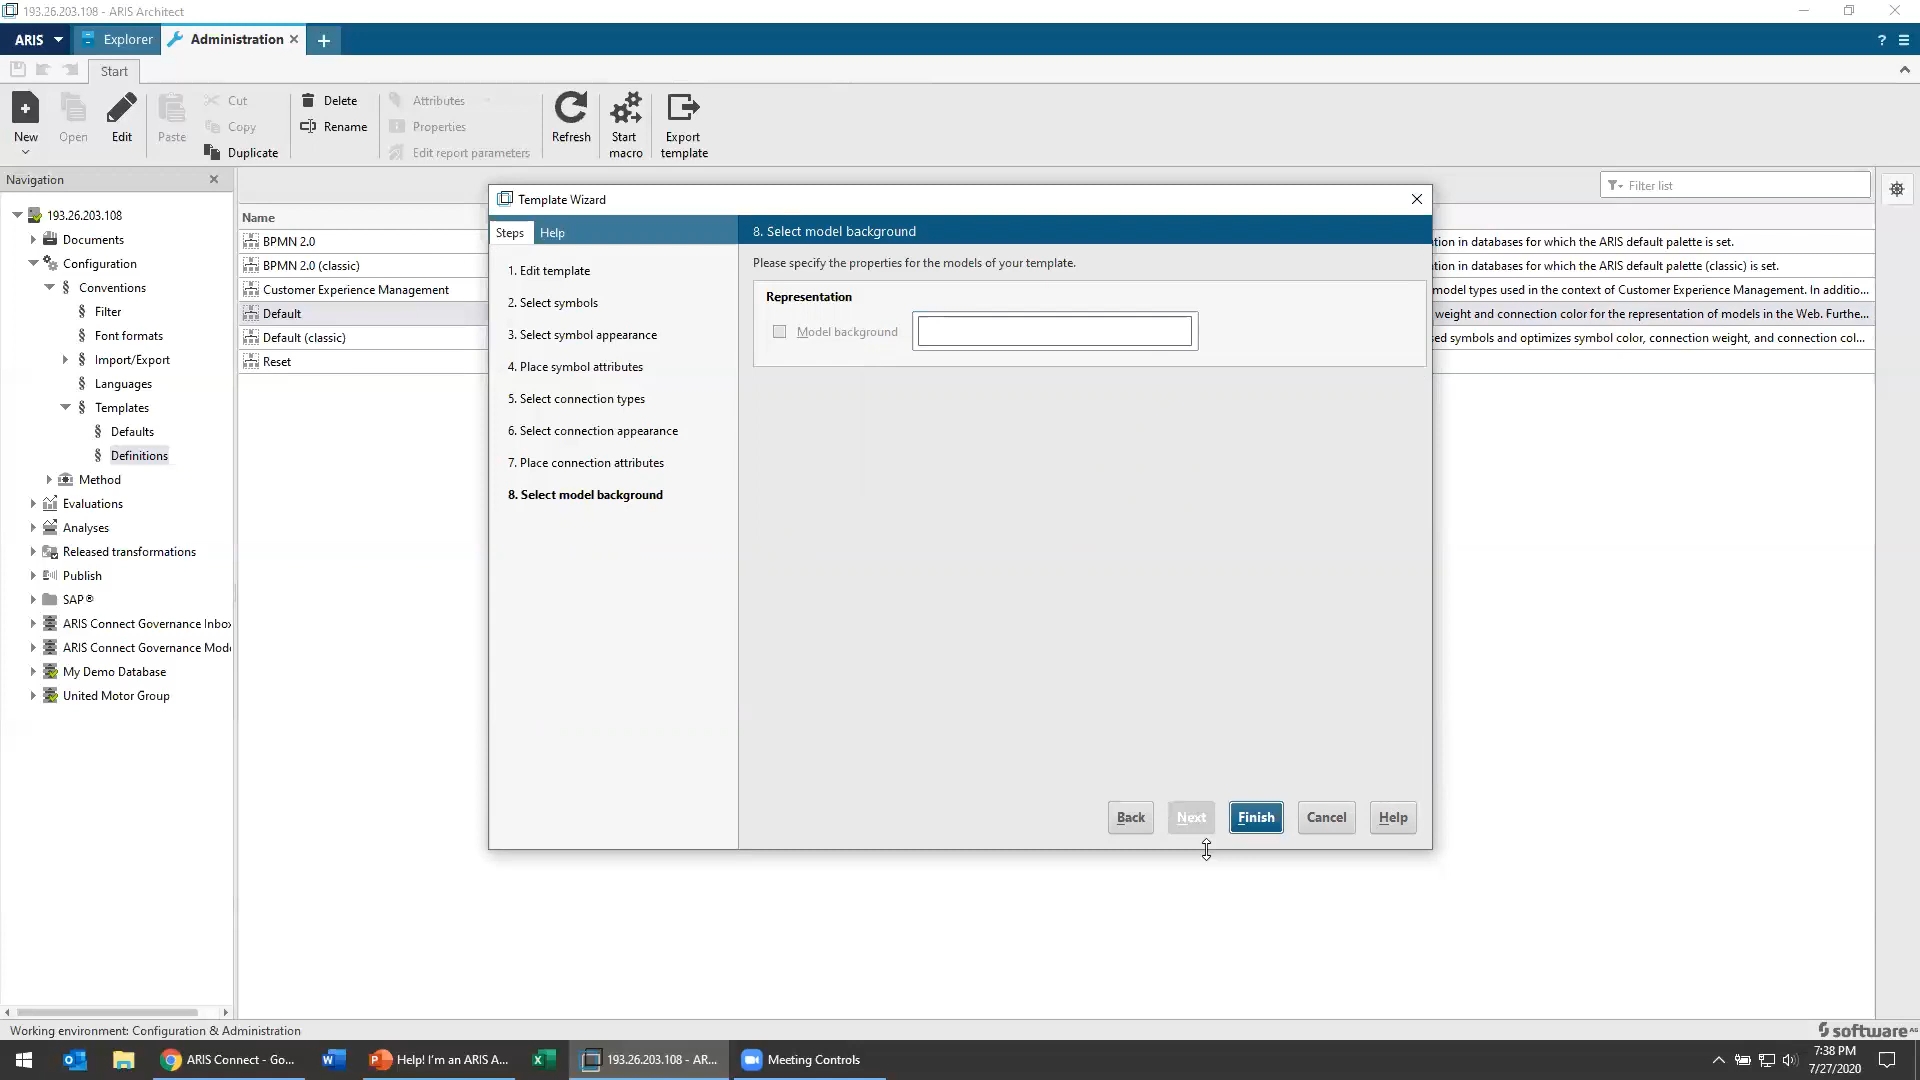 193.26.203.108 - ARIS Architect
ARIS
Explorer
Administration
Start
New
Open
Edit
Paste
Cut
Copy
Duplicate
Delete
Rename
Attributes
Properties
Edit report parameters
Refresh
Start macro
Export template
Navigation
193.26.203.108
Documents
Configuration
Conventions
Filter
Font formats
Import/Export
Languages
Templates
Defaults
Definitions
Method
Evaluations
Analyses
Released transformations
Publish
SAP®
ARIS Connect Governance Inbox
ARIS Connect Governance Mode
My Demo Database
United Motor Group
Filter list
Name
BPMN 2.0
BPMN 2.0 (classic)
Customer Experience Management
Default
Default (classic)
Reset
tion in databases for which the ARIS default palette is set.
tion in databases for which the ARIS default palette (classic) is set.
model types used in the context of Customer Experience Management. In additio...
weight and connection color for the representation of models in the Web. Furthe...
sed symbols and optimizes symbol color, connection weight, and connection col...
Template Wizard
Steps
Help
1. Edit template
2. Select symbols
3. Select symbol appearance
4. Place symbol attributes
5. Select connection types
6. Select connection appearance
7. Place connection attributes
8. Select model background
8. Select model background
Please specify the properties for the models of your template.
Representation
Model background
Back
Next
Finish
Cancel
Help
Working environment: Configuration & Administration
software AG
ARIS Connect - Go...
Help! I'm an ARIS A...
193.26.203.108 - AR...
Meeting Controls
7:38 PM
7/27/2020